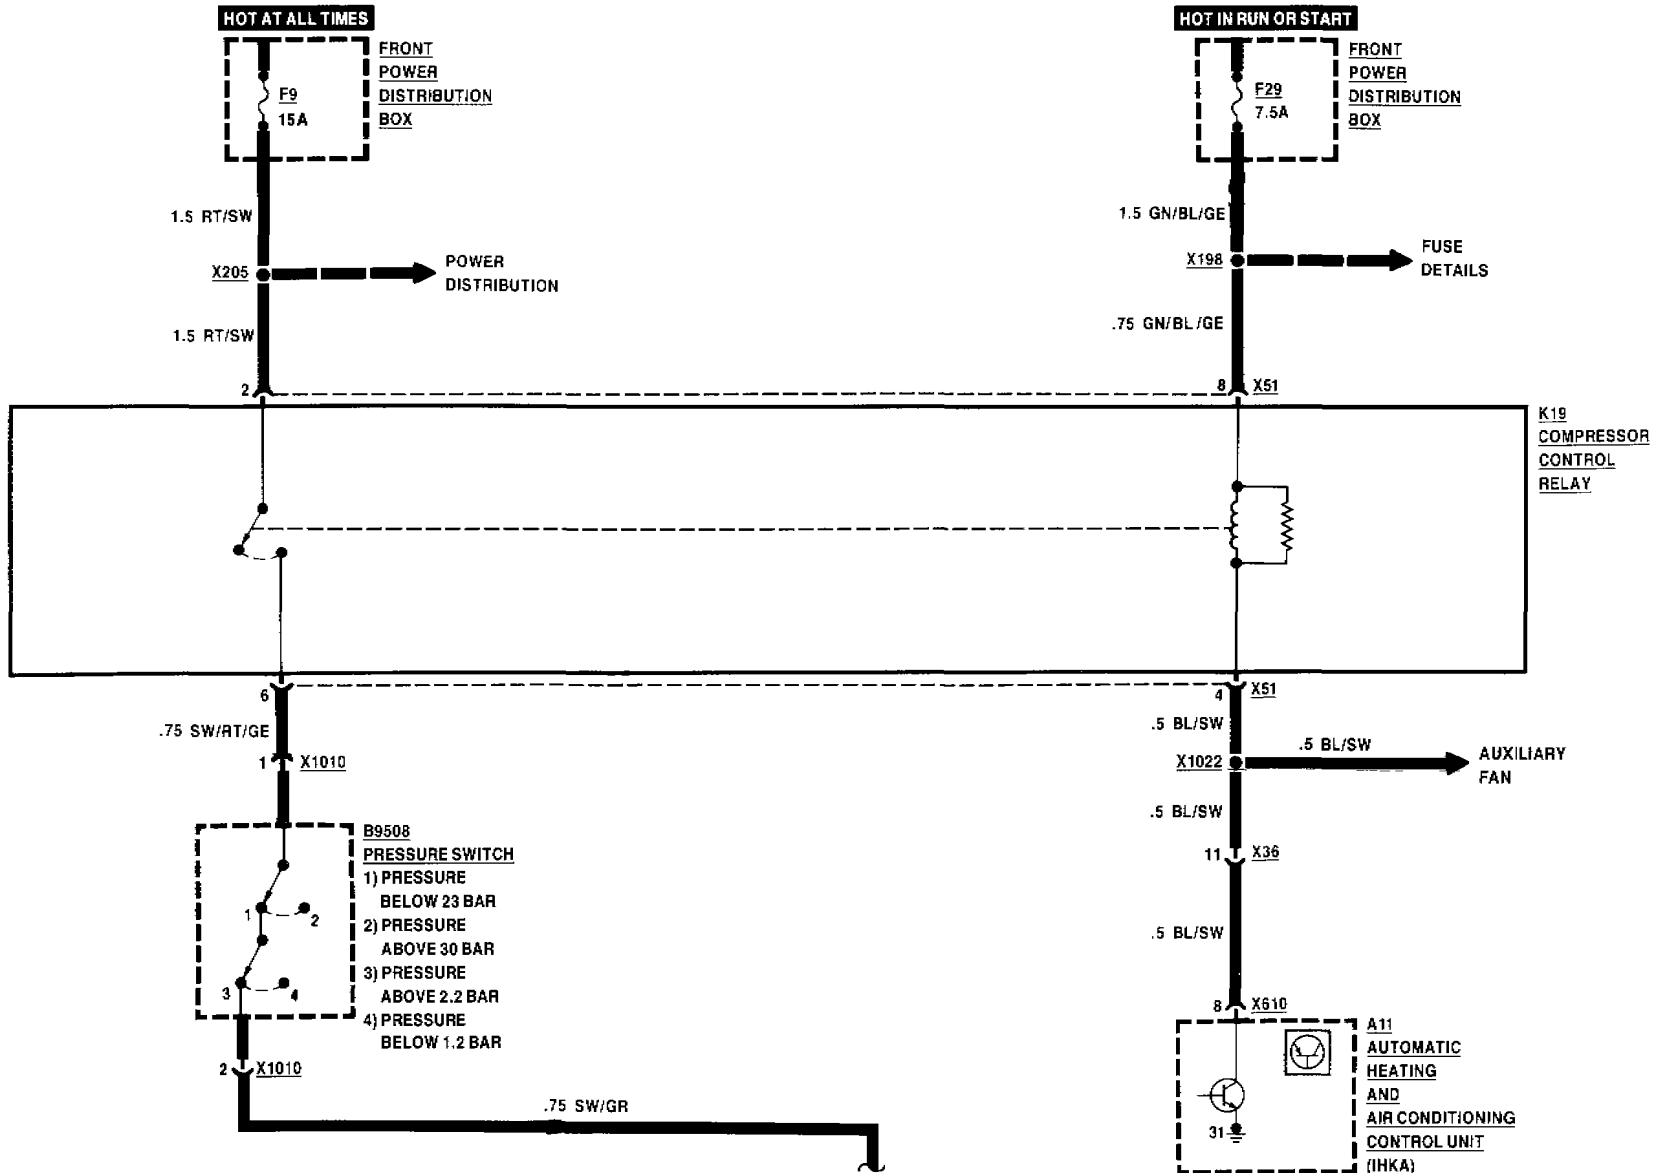 HOT AT ALL TIMES
HOT IN RUN OR START
FRONT
POWER
DISTRIBUTION
BOX
F9
15A
FRONT
POWER
DISTRIBUTION
BOX
F29
7.5A
1.5 RT/SW
1.5 GN/BL/GE
X205
POWER
DISTRIBUTION
X198
FUSE
DETAILS
1.5 RT/SW
.75 GN/BL/GE
2
8 X51
K19
COMPRESSOR
CONTROL
RELAY
6
4 X51
.75 SW/RT/GE
.5 BL/SW
1 X1010
X1022
.5 BL/SW
AUXILIARY
FAN
.5 BL/SW
B9508
PRESSURE SWITCH
1) PRESSURE
BELOW 23 BAR
2) PRESSURE
ABOVE 30 BAR
3) PRESSURE
ABOVE 2.2 BAR
4) PRESSURE
BELOW 1.2 BAR
1
2
3
4
11 X36
.5 BL/SW
8 X610
2 X1010
.75 SW/GR
A11
AUTOMATIC
HEATING
AND
AIR CONDITIONING
CONTROL UNIT
(IHKA)
31